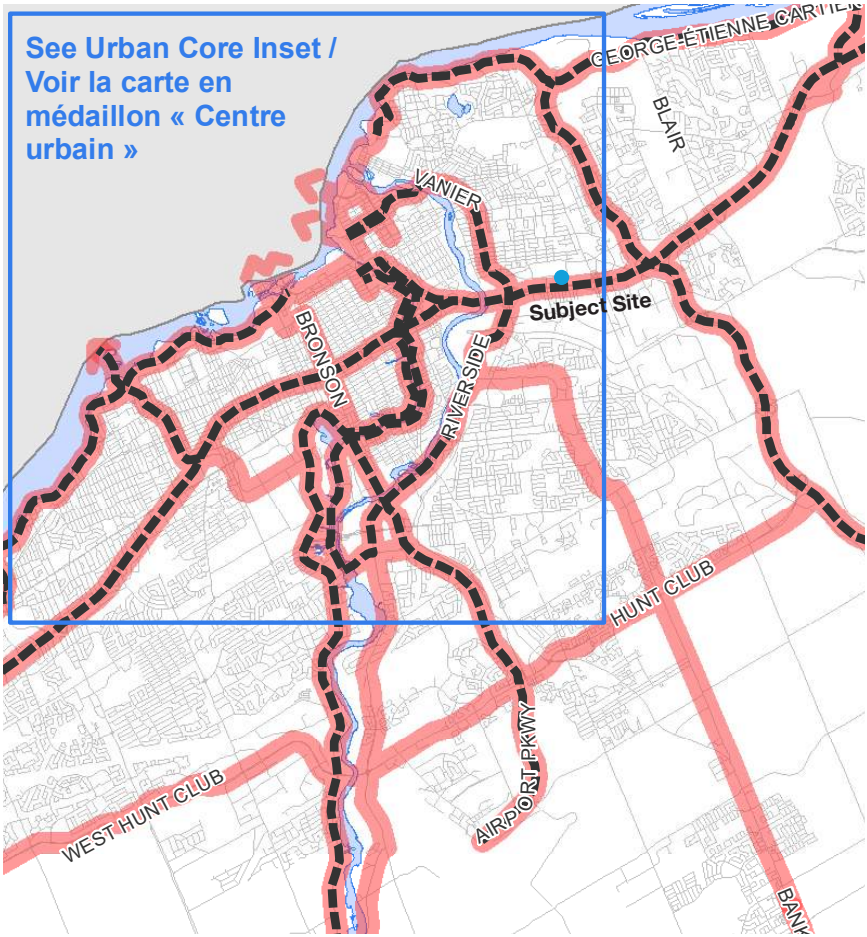 See Urban Core Inset /
Voir la carte en
médaillon « Centre
urbain »
GEORGE-ÉTIENNE CARTIER
BLAIR
VANIER
Subject Site
BRONSON
RIVERSIDE
HUNT CLUB
AIRPORT PKWY
WEST HUNT CLUB
BANK